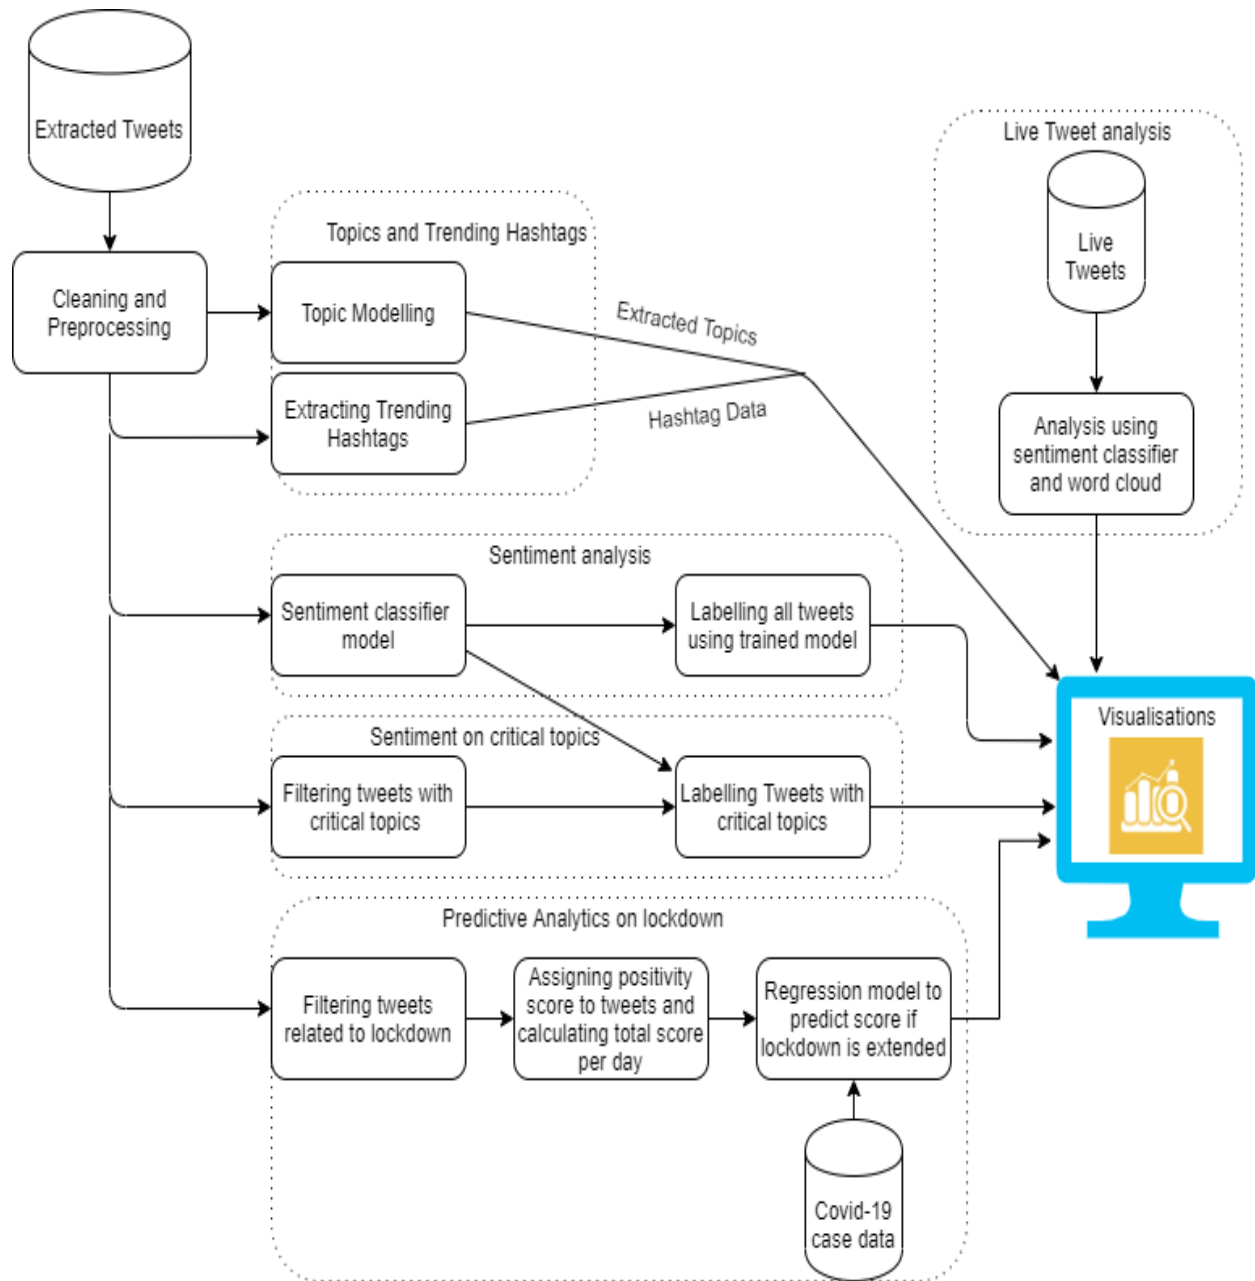 Extracted Tweets
Live Tweet analysis
Live
Tweets
Topics and Trending Hashtags
Cleaning and
Preprocessing
Topic Modelling
Extracted Topics
Extracting Trending
Hashtags
Hashtag Data
Analysis using
sentiment classifier
and word cloud
Sentiment analysis
Sentiment classifier
model
Labelling all tweets
using trained model
Visualisations
Sentiment on critical topics
Filtering tweets with
critical topics
Labelling Tweets with
critical topics
Predictive Analytics on lockdown
Filtering tweets
related to lockdown
Assigning positivity
score to tweets and
calculating total score
per day
Regression model to
predict score if
lockdown is extended
Covid-19
case data